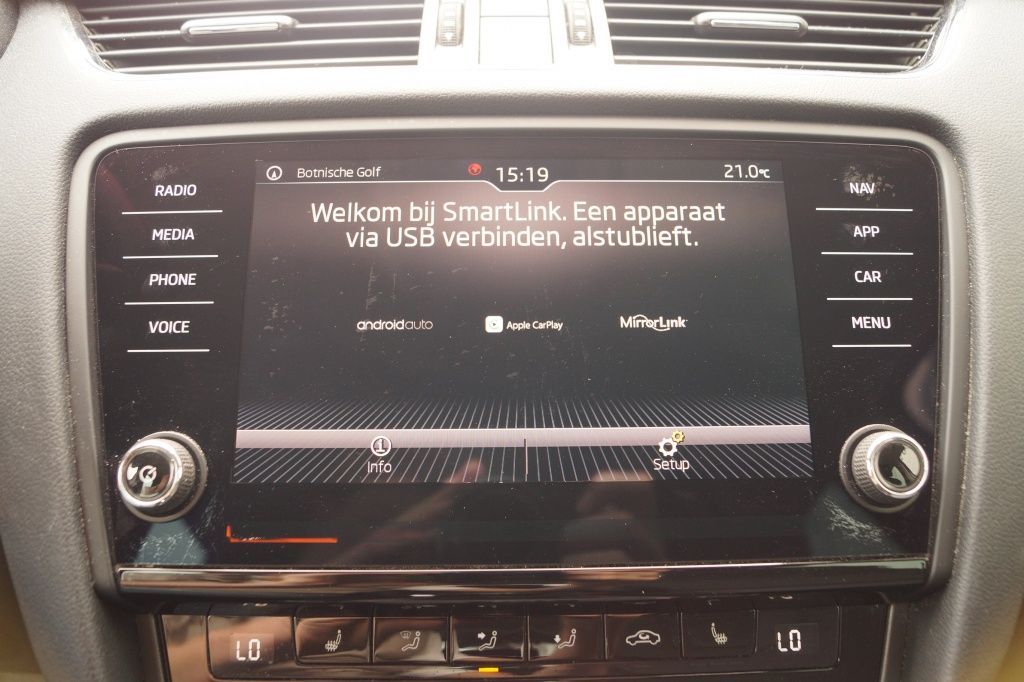 Botnische Golf
15:19
21.0°C
RADIO
MEDIA
PHONE
VOICE
Welkom bij SmartLink. Een apparaat
via USB verbinden, alstublieft.
androidauto
Apple CarPlay
MirrorLink
Info
Setup
NAV
APP
CAR
MENU
LO
LO